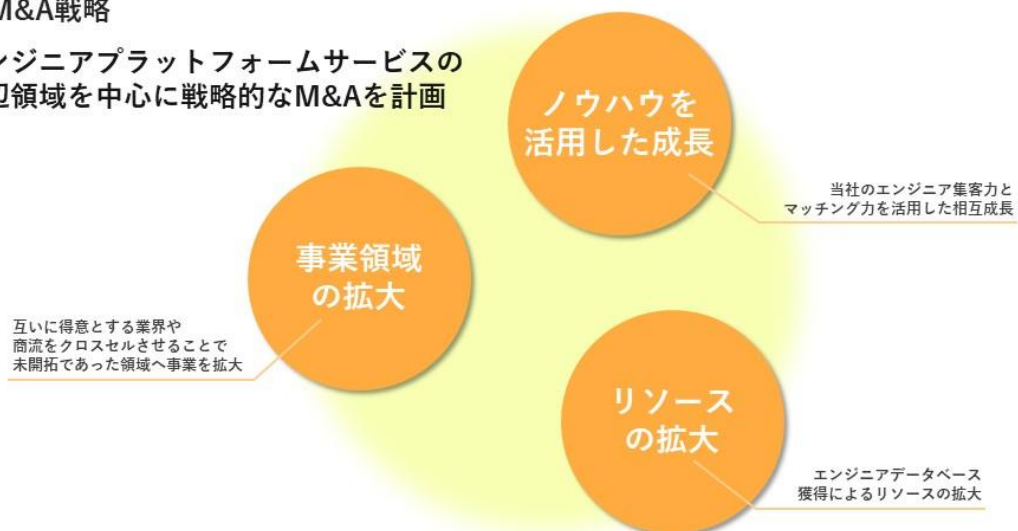 M&A戦略
ンジニアプラットフォームサービスの
辺領域を中心に戦略的なM&Aを計画
ノウハウを
活用した成長
当社のエンジニア集客力と
マッチング力を活用した相互成長
事業領域
の拡大
互いに得意とする業界や
商流をクロスセルさせることで
未開拓であった領域へ事業を拡大
リソース
の拡大
エンジニアデータベース
獲得によるリソースの拡大